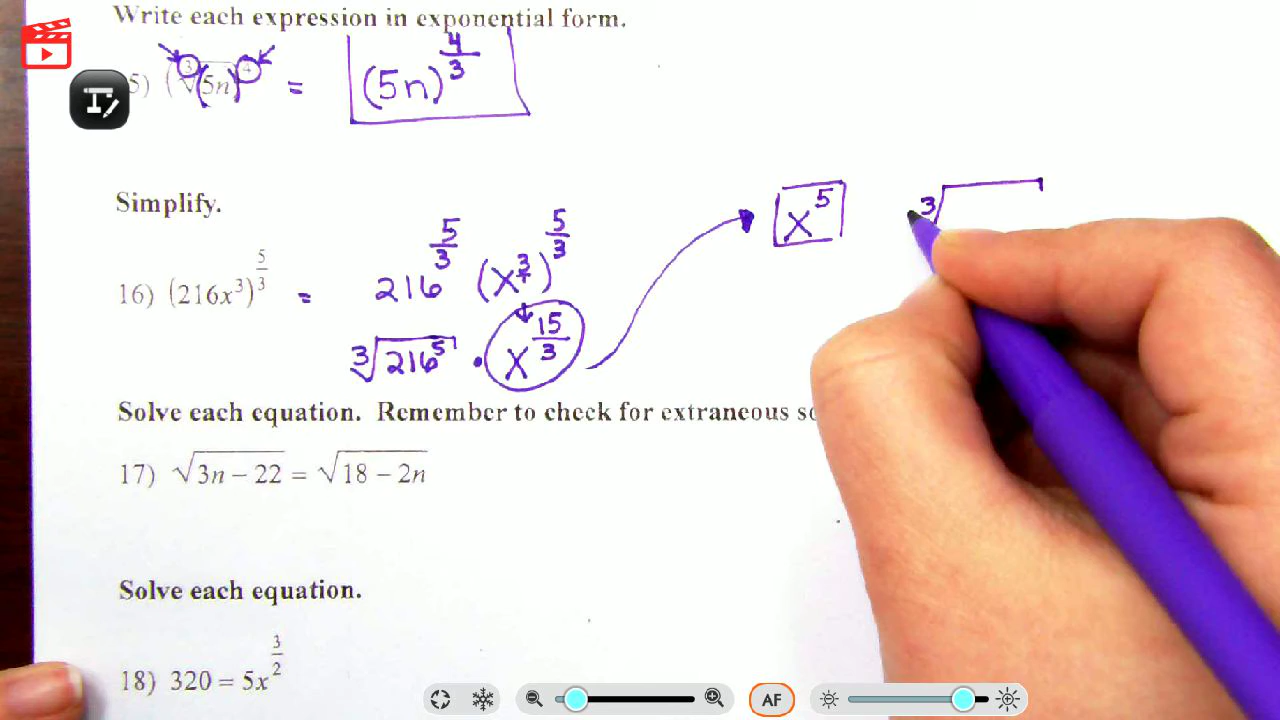 Write each expression in exponential form.
5) (∛(5n))⁴ = (5n)^(4/3)
Simplify.
x⁵ ∛
16) (216x³)^(5/3) = 216^(5/3) (x³)^(5/3)
∛(216⁵) · x^(15/3)
Solve each equation. Remember to check for extraneous
17) √(3n – 22) = √(18 – 2n)
Solve each equation.
18) 320 = 5x^(3/2)
AF